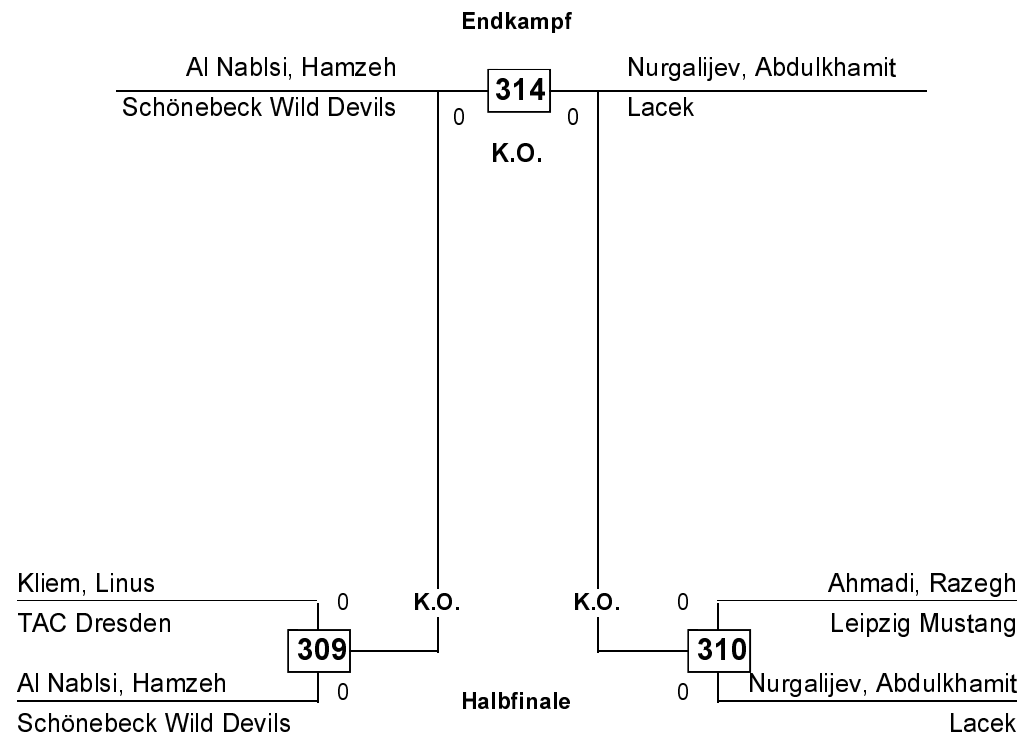 Endkampf
Al Nablsi, Hamzeh
314
Nurgalijev, Abdulkhamit
Schönebeck Wild Devils
0
0
Lacek
K.O.
Kliem, Linus
0
K.O.
K.O.
0
Ahmadi, Razegh
TAC Dresden
Leipzig Mustang
309
310
Al Nablsi, Hamzeh
0
Halbfinale
0
Nurgalijev, Abdulkhamit
Schönebeck Wild Devils
Lacek